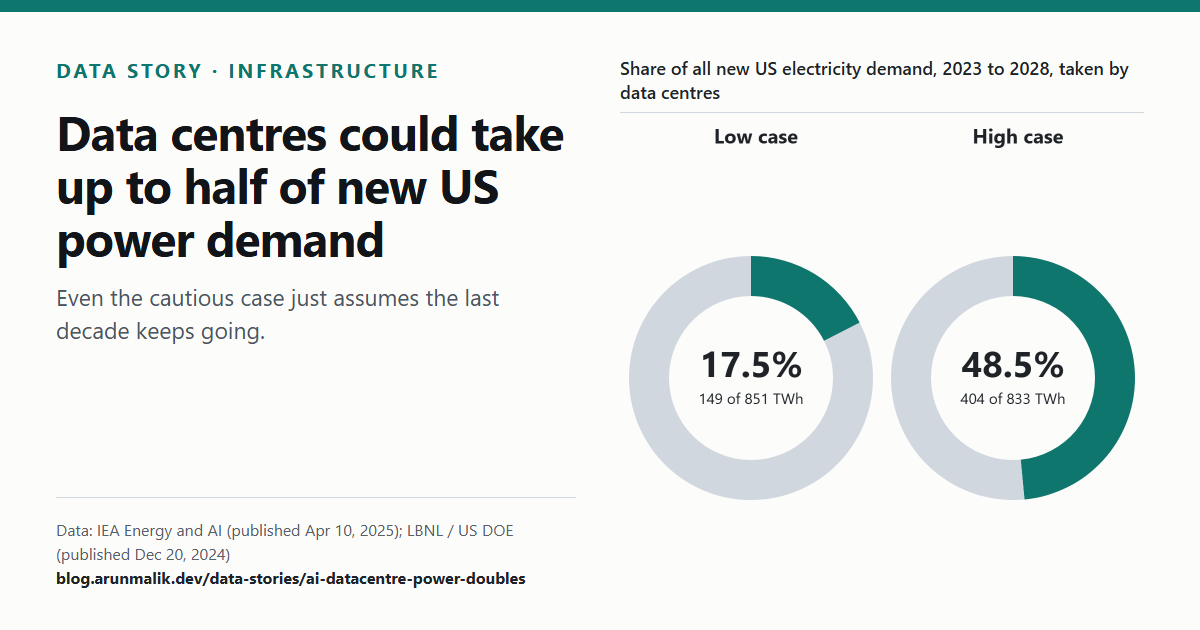 DATA STORY · INFRASTRUCTURE
Data centres could take
up to half of new US
power demand
Even the cautious case just assumes the last
decade keeps going.
Data: IEA Energy and AI (published Apr 10, 2025); LBNL / US DOE
(published Dec 20, 2024)
blog.arunmalik.dev/data-stories/ai-datacentre-power-doubles
Share of all new US electricity demand, 2023 to 2028, taken by
data centres
Low case
High case
17.5%
149 of 851 TWh
48.5%
404 of 833 TWh